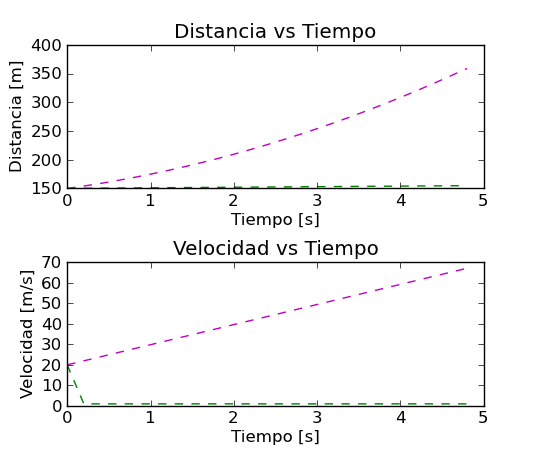 Distancia vs Tiempo
400
350
300
250
200
150
Distancia [m]
0 1 2 3 4 5
Tiempo [s]
Velocidad vs Tiempo
70
60
50
40
30
20
10
0
Velocidad [m/s]
0 1 2 3 4 5
Tiempo [s]